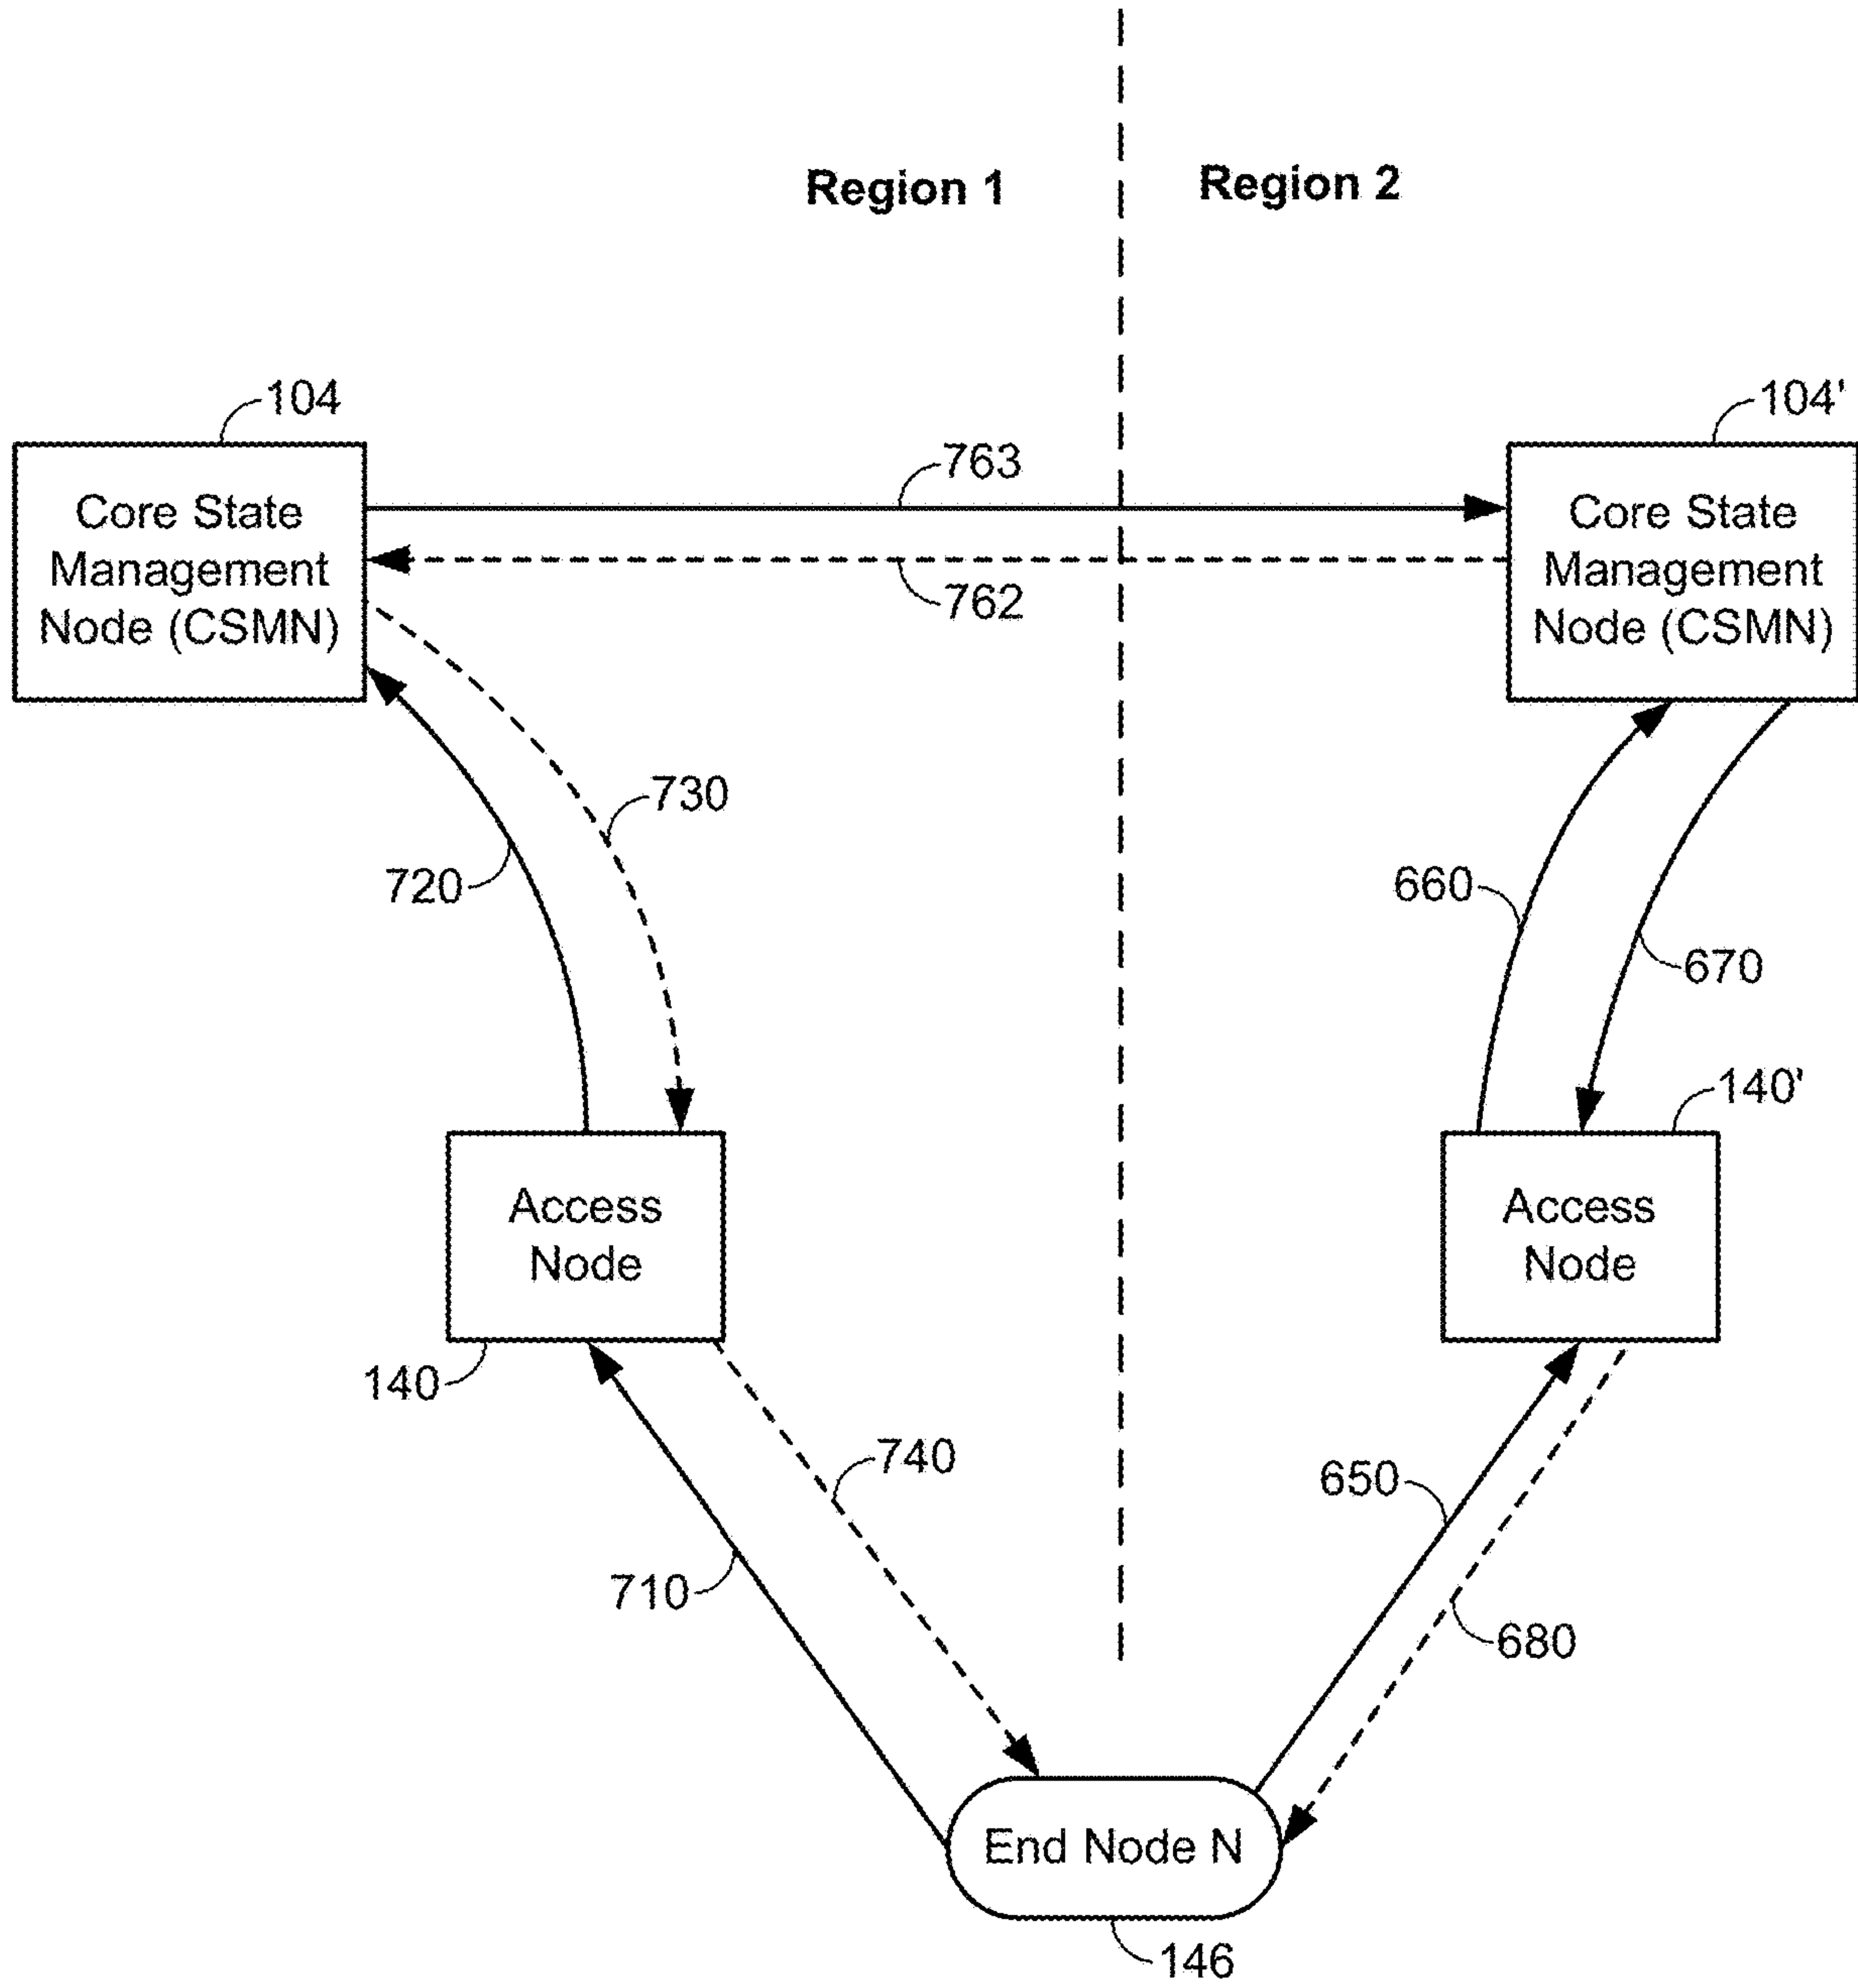 Region 1
Region 2
104
104'
763
Core State
Management
Node (CSMN)
Core State
Management
Node (CSMN)
762
730
720
660
670
140'
Access
Node
Access
Node
140
740
650
710
680
End Node N
146